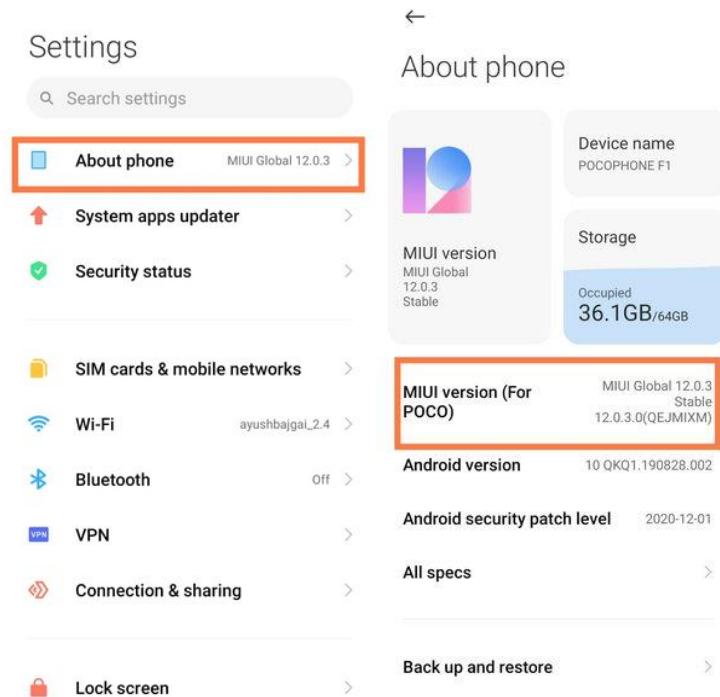 Settings
Search settings
About phone MIUI Global 12.0.3
System apps updater
Security status
SIM cards & mobile networks
Wi-Fi ayushbajgai_2.4
Bluetooth Off
VPN VPN
Connection & sharing
Lock screen
About phone
MIUI version
MIUI Global
12.0.3
Stable
Device name
POCOPHONE F1
Storage
Occupied
36.1GB/64GB
MIUI version (For
POCO)
MIUI Global 12.0.3
Stable
12.0.3.0(QEJMIXM)
Android version 10 QKQ1.190828.002
Android security patch level 2020-12-01
All specs
Back up and restore